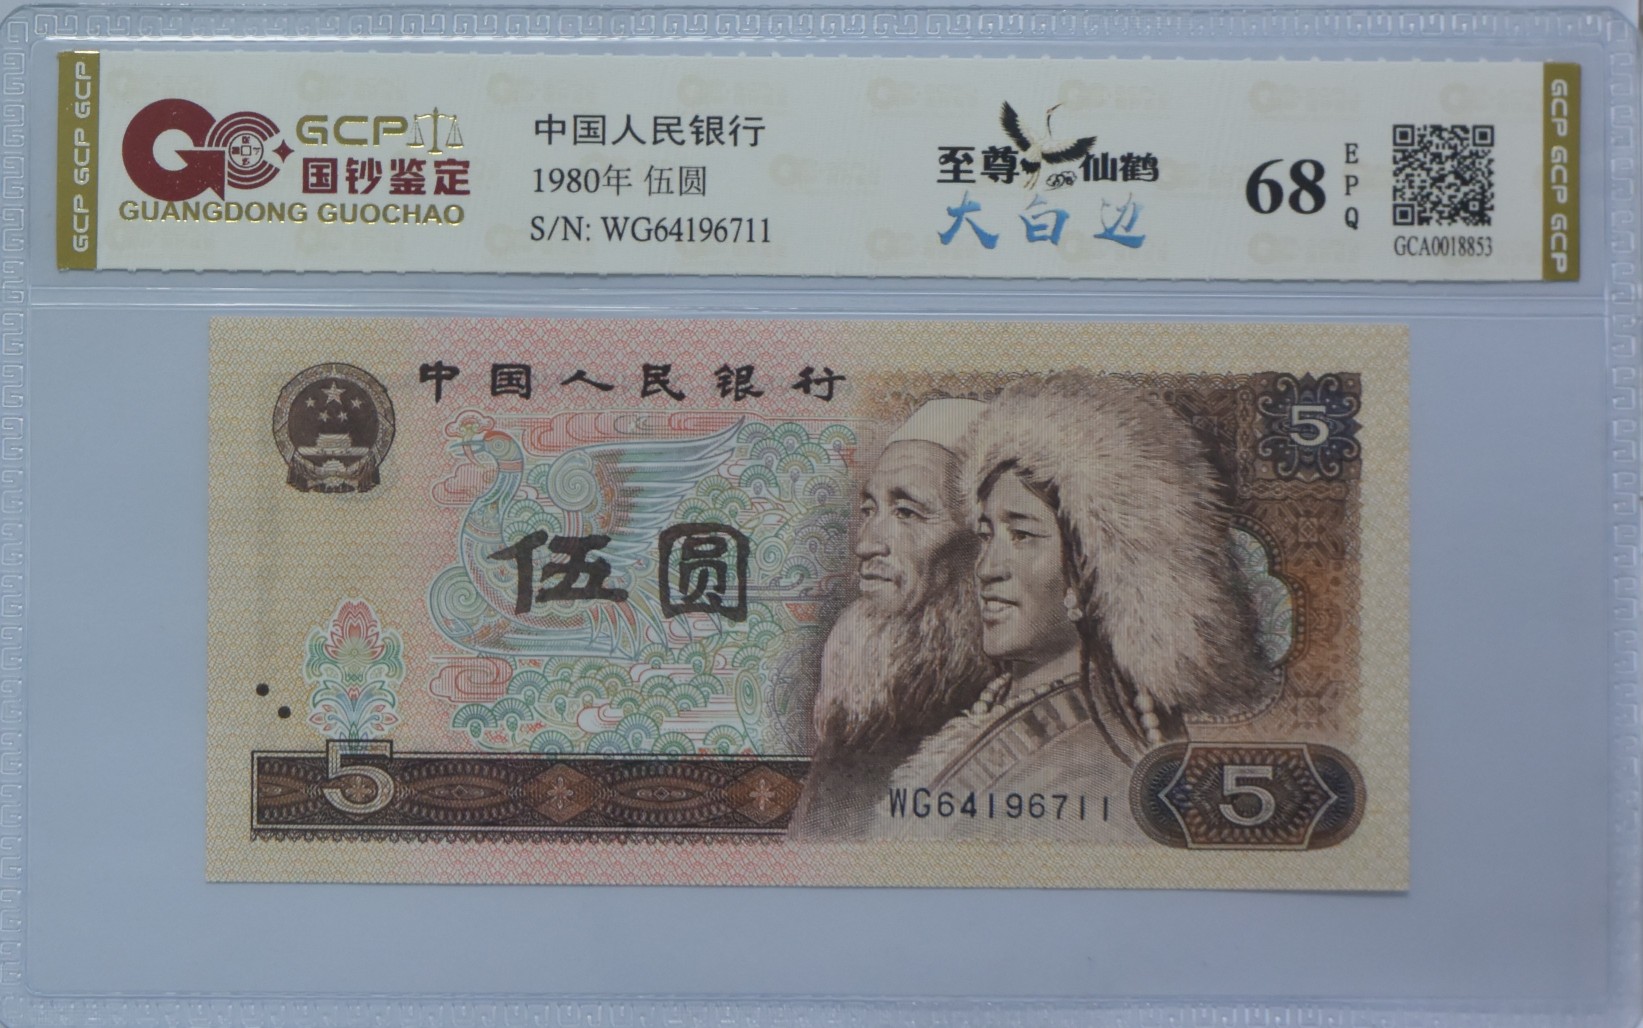 GCP GCP GCP
GCP
国钞鉴定
GUANGDONG GUOCHAO
中国人民银行
1980年 伍圆
S/N: WG64196711
至尊 仙鹤
大白边
68
EPQ
GCA0018853
GCP GCP GCP
中国人民银行
5
伍圆
5
WG64196711
5